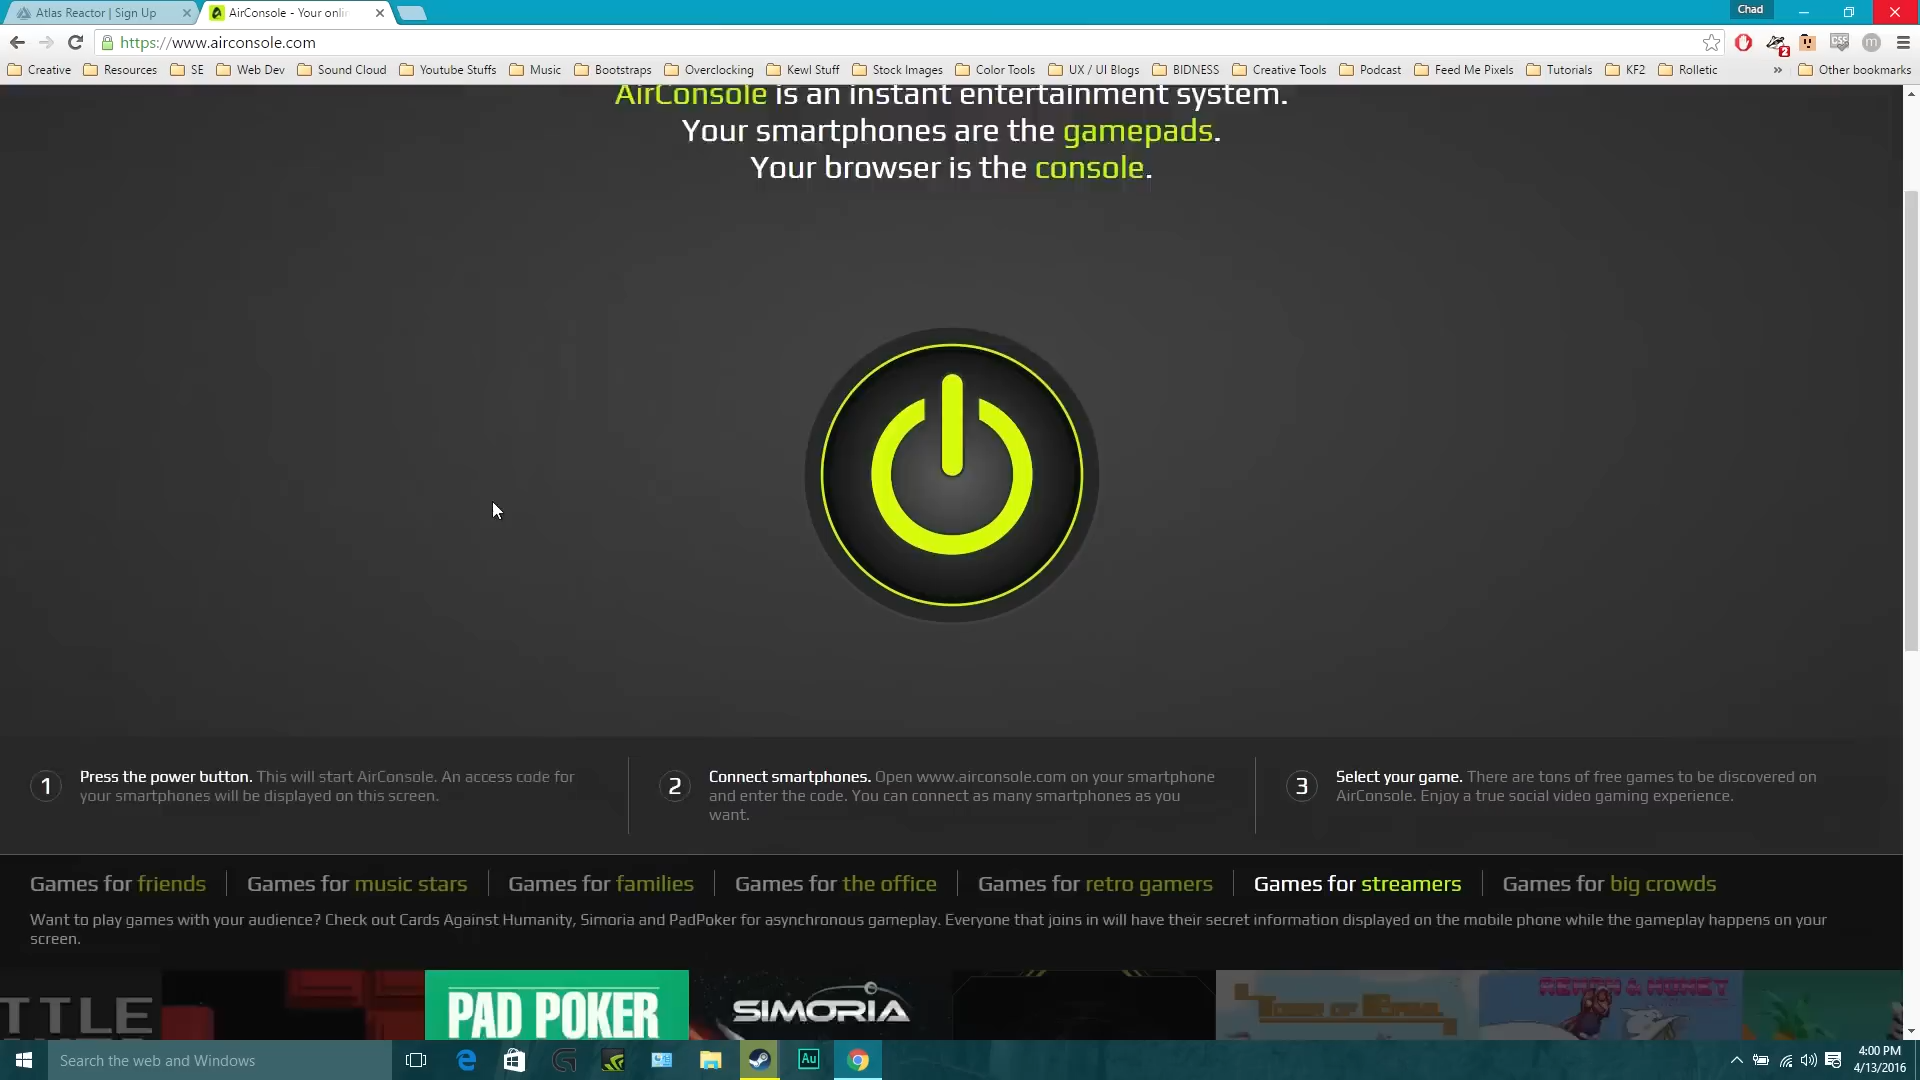 Atlas Reactor | Sign Up
AirConsole - Your onli
Chad
https://www.airconsole.com
Creative Resources SE Web Dev Sound Cloud Youtube Stuffs Music Bootstraps Overclocking Kewl Stuff Stock Images Color Tools UX / UI Blogs BIDNESS Creative Tools Podcast Feed Me Pixels Tutorials KF2 Rolletic » Other bookmarks
AirConsole is an instant entertainment system.
Your smartphones are the gamepads.
Your browser is the console.
1
Press the power button. This will start AirConsole. An access code for
your smartphones will be displayed on this screen.
2
Connect smartphones. Open www.airconsole.com on your smartphone
and enter the code. You can connect as many smartphones as you
want.
3
Select your game. There are tons of free games to be discovered on
AirConsole. Enjoy a true social video gaming experience.
Games for friends Games for music stars Games for families Games for the office Games for retro gamers Games for streamers Games for big crowds
Want to play games with your audience? Check out Cards Against Humanity, Simoria and PadPoker for asynchronous gameplay. Everyone that joins in will have their secret information displayed on the mobile phone while the gameplay happens on your
screen.
TTLE
PAD POKER
SIMORIA
Search the web and Windows
Au
4:00 PM
4/13/2016